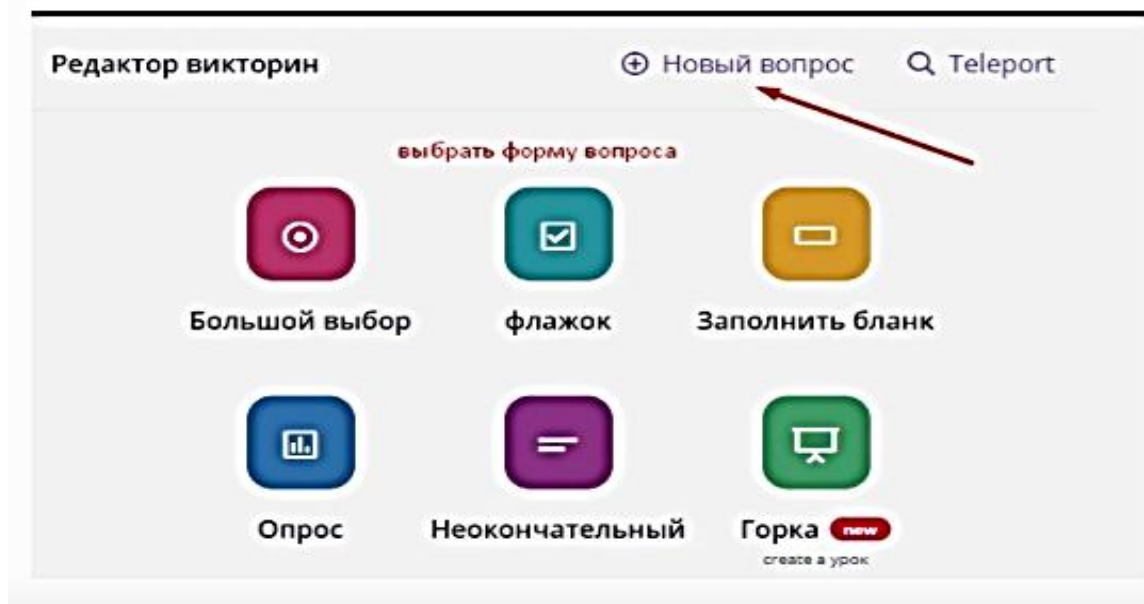 Редактор викторин
Новый вопрос
Teleport
выбрать форму вопроса
Большой выбор
флажок
Заполнить бланк
Опрос
Неокончательный
Горка new
create a урок